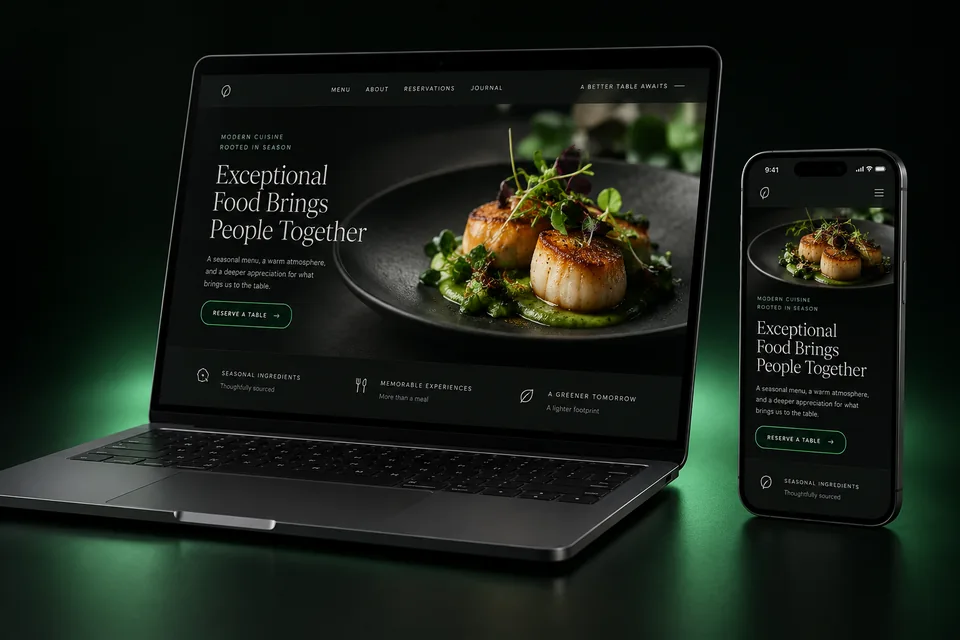 MENU
ABOUT
RESERVATIONS
JOURNAL
A BETTER TABLE AWAITS
MODERN CUISINE
ROOTED IN SEASON
Exceptional
Food Brings
People Together
A seasonal menu, a warm atmosphere,
and a deeper appreciation for what
brings us to the table.
RESERVE A TABLE →
SEASONAL INGREDIENTS
Thoughtfully sourced
MEMORABLE EXPERIENCES
More than a meal
A GREENER TOMORROW
A lighter footprint
9:41
MODERN CUISINE
ROOTED IN SEASON
Exceptional
Food Brings
People Together
A seasonal menu, a warm atmosphere,
and a deeper appreciation for what
brings us to the table.
RESERVE A TABLE →
SEASONAL INGREDIENTS
Thoughtfully sourced